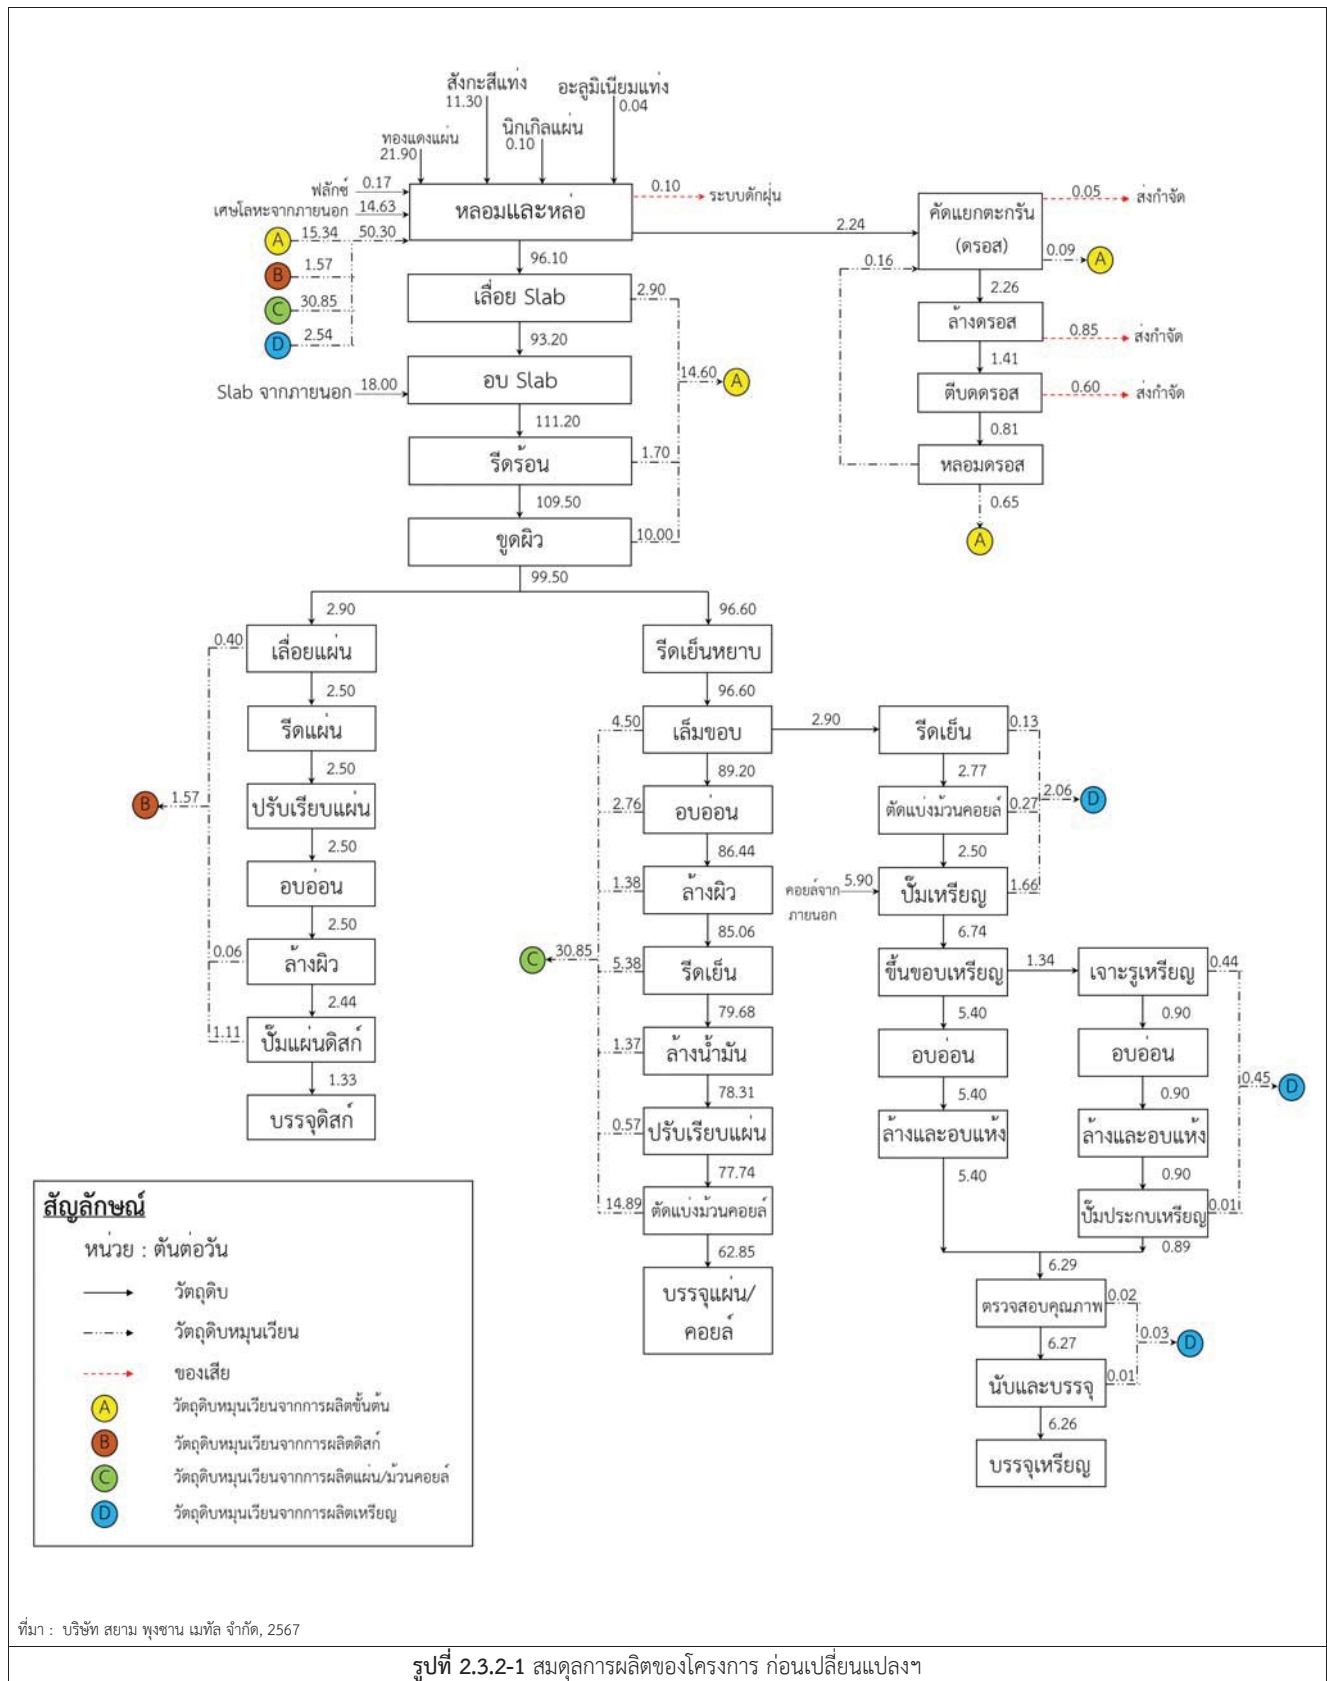 สังกะสีแท่ง
11.30
อะลูมิเนียมแท่ง
0.04
ทองแดงแผ่น
21.90
นิกเกิลแผ่น
0.10
ฟลักซ์ 0.17
เศษโลหะจากภายนอก 14.63
A 15.34 50.30
B 1.57
C 30.85
D 2.54
หลอมและหล่อ
0.10 ระบบดักฝุ่น
2.24
96.10
เลื่อย Slab
2.90
93.20
Slab จากภายนอก 18.00
อบ Slab
14.60 A
111.20
รีดร้อน
1.70
109.50
ขูดผิว
10.00
99.50
คัดแยกตะกรัน
(ดรอส)
0.05 ส่งกำจัด
0.09 A
0.16
2.26
ล้างดรอส
0.85 ส่งกำจัด
1.41
ตีบดดรอส
0.60 ส่งกำจัด
0.81
หลอมดรอส
0.65
A
2.90
0.40
เลื่อยแผ่น
2.50
รีดแผ่น
2.50
B 1.57
ปรับเรียบแผ่น
2.50
อบอ่อน
2.50
0.06
ล้างผิว
2.44
1.11
ปั๊มแผ่นดิสก์
1.33
บรรจุดิสก์
96.60
รีดเย็นหยาบ
96.60
4.50
เล็มขอบ
2.90
89.20
2.76
อบอ่อน
86.44
1.38
ล้างผิว
85.06
C 30.85
5.38
รีดเย็น
79.68
1.37
ล้างน้ำมัน
78.31
0.57
ปรับเรียบแผ่น
77.74
14.89
ตัดแบ่งม้วนคอยล์
62.85
บรรจุแผ่น/
คอยล์
รีดเย็น
0.13
2.77
ตัดแบ่งม้วนคอยล์
0.27
2.06 D
2.50
คอยล์จาก
ภายนอก
5.90
ปั๊มเหรียญ
1.66
6.74
ขึ้นขอบเหรียญ
1.34
5.40
อบอ่อน
5.40
ล้างและอบแห้ง
5.40
เจาะรูเหรียญ
0.44
0.90
อบอ่อน
0.45 D
0.90
ล้างและอบแห้ง
0.90
ปั๊มประกบเหรียญ
0.01
0.89
6.29
ตรวจสอบคุณภาพ
0.02
6.27
0.03 D
นับและบรรจุ
0.01
6.26
บรรจุเหรียญ
สัญลักษณ์
หน่วย : ตันต่อวัน
วัตถุดิบ
วัตถุดิบหมุนเวียน
ของเสีย
A วัตถุดิบหมุนเวียนจากการผลิตขั้นต้น
B วัตถุดิบหมุนเวียนจากการผลิตดิสก์
C วัตถุดิบหมุนเวียนจากการผลิตแผ่น/ม้วนคอยล์
D วัตถุดิบหมุนเวียนจากการผลิตเหรียญ
ที่มา : บริษัท สยาม พุงซาน เมทัล จำกัด, 2567
รูปที่ 2.3.2-1 สมดุลการผลิตของโครงการ ก่อนเปลี่ยนแปลงฯ